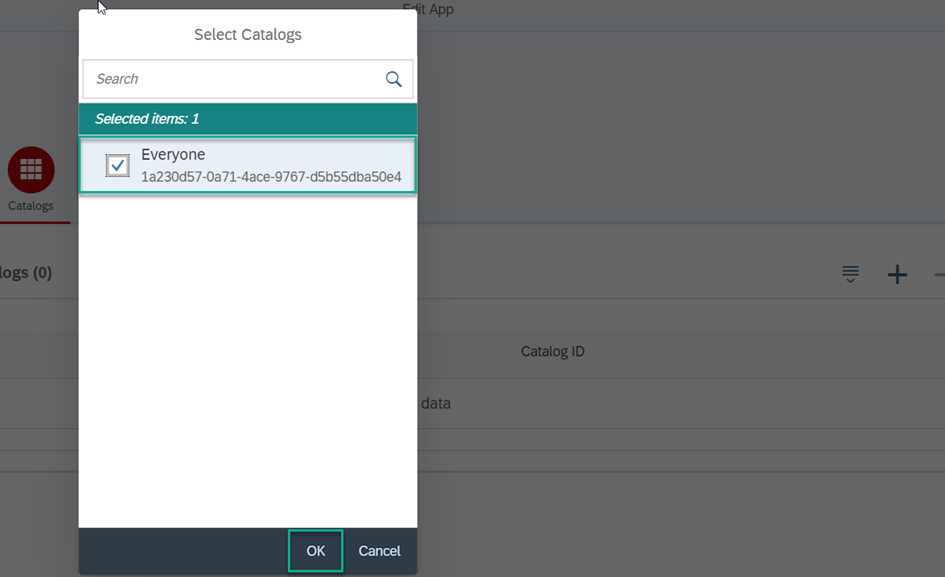 Edit App
Select Catalogs
Search
Selected items: 1
Everyone
1a230d57-0a71-4ace-9767-d5b55dba50e4
Catalogs
logs (0)
Catalog ID
data
OK Cancel